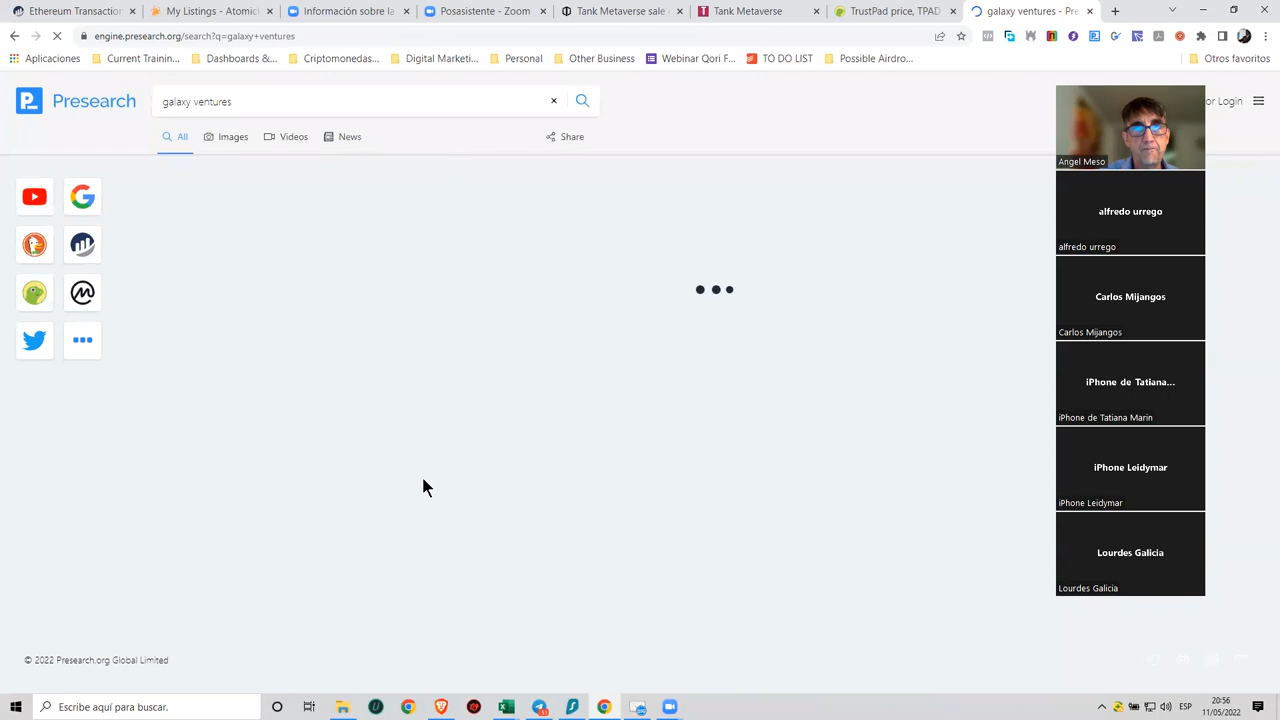 Ethereum Transaction
My Listings - AtomicH
Información sobre la
Posasistente - Zoom
Tank Metaverse sale
Tank Metaverse
TrustPad price, TPAD
galaxy ventures - Pre
engine.presearch.org/search?q=galaxy+ventures
Aplicaciones
Current Trainin...
Dashboards &...
Criptomonedas...
Digital Marketi...
Personal
Other Business
Webinar Qori F...
TO DO LIST
Possible Airdro...
Otros favoritos
Presearch
galaxy ventures
or Login
All
Images
Videos
News
Share
Angel Meso
alfredo urrego
alfredo urrego
Carlos Mijangos
Carlos Mijangos
iPhone de Tatiana...
iPhone de Tatiana Marin
iPhone Leidymar
iPhone Leidymar
Lourdes Galicia
Lourdes Galicia
© 2022 Presearch.org Global Limited
Escribe aquí para buscar.
ESP
20:56
11/05/2022